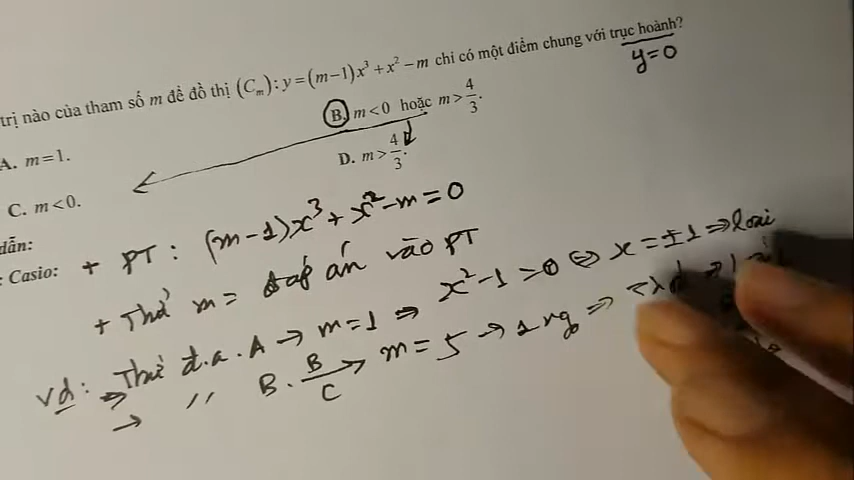 trị nào của tham số m để đồ thị (Cₘ): y = (m−1)x³ + x² − m chỉ có một điểm chung với trục hoành?
y=0
A. m=1.
B. m<0 hoặc m > 4/3.
C. m<0.
D. m > 4/3.
dẫn:
: Casio:
+ PT : (m-1)x³ + x² - m = 0
+ Thử m = đáp án vào PT
vd: Thử đ.a. A → m = 1 ⇒ x² - 1 = 0 ⇔ x = ±1 ⇒ loại
⇒ → // B. B/C → m = 5 → 1 ng ⇒